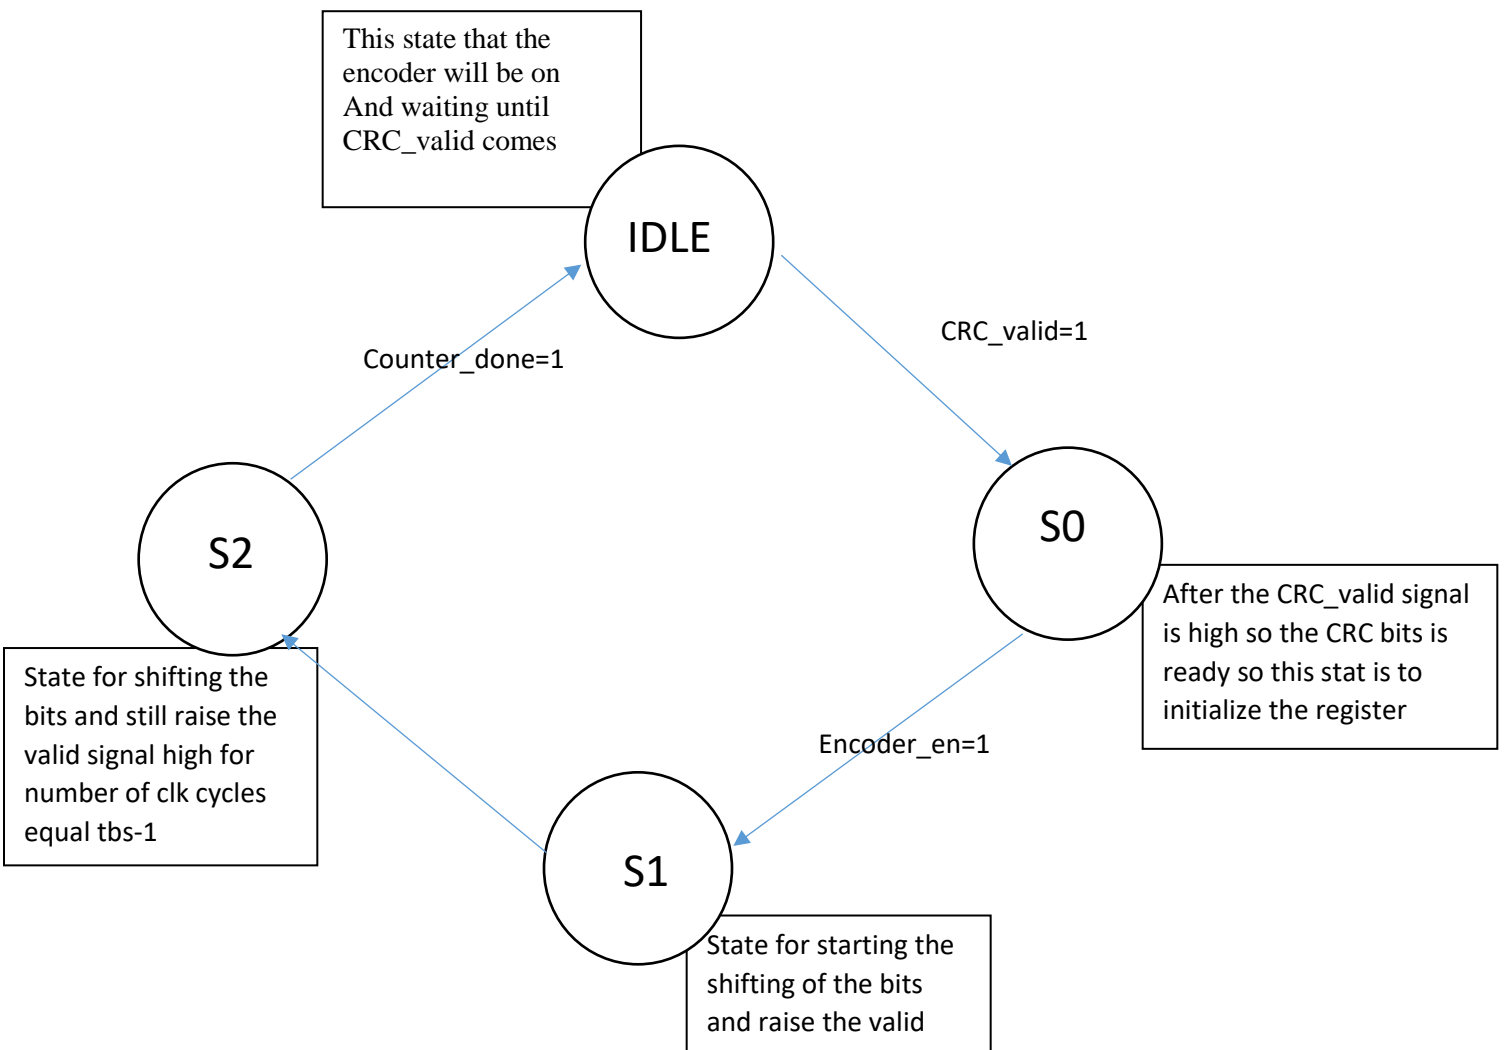 This state that the
encoder will be on
And waiting until
CRC_valid comes
IDLE
CRC_valid=1
Counter_done=1
S0
S2
After the CRC_valid signal
is high so the CRC bits is
ready so this stat is to
initialize the register
State for shifting the
bits and still raise the
valid signal high for
number of clk cycles
equal tbs-1
Encoder_en=1
S1
State for starting the
shifting of the bits
and raise the valid